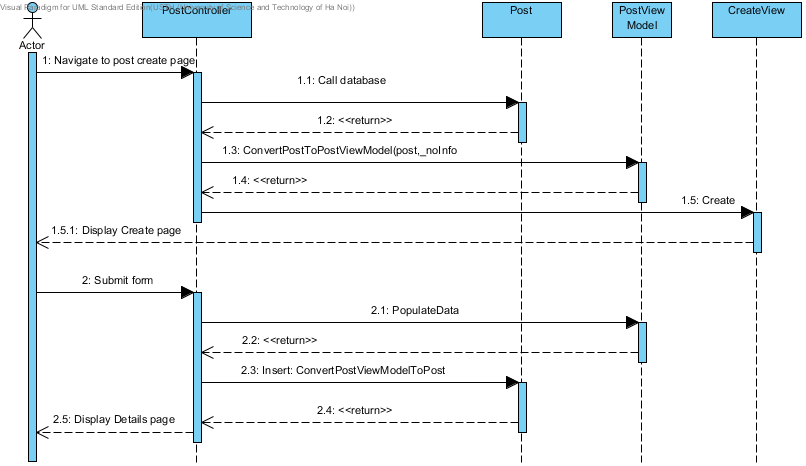 Visual Paradigm for UML Standard Edition(US of Science and Technology of Ha Noi))
PostController
Post
PostView
Model
CreateView
Actor
1: Navigate to post create page
1.1: Call database
1.2: <<return>>
1.3: ConvertPostToPostViewModel(post,_noInfo
1.4: <<return>>
1.5: Create
1.5.1: Display Create page
2: Submit form
2.1: PopulateData
2.2: <<return>>
2.3: Insert: ConvertPostViewModelToPost
2.4: <<return>>
2.5: Display Details page